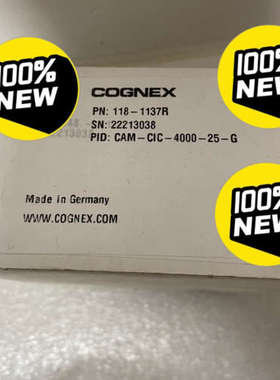 100%
NEW
100%
NEW
100%
NEW
COGNEX
PN: 118-1137R
SN: 22213038
22213038
PID: CAM-CIC-4000-25-G
Made in Germany
WWW.COGNEX.COM